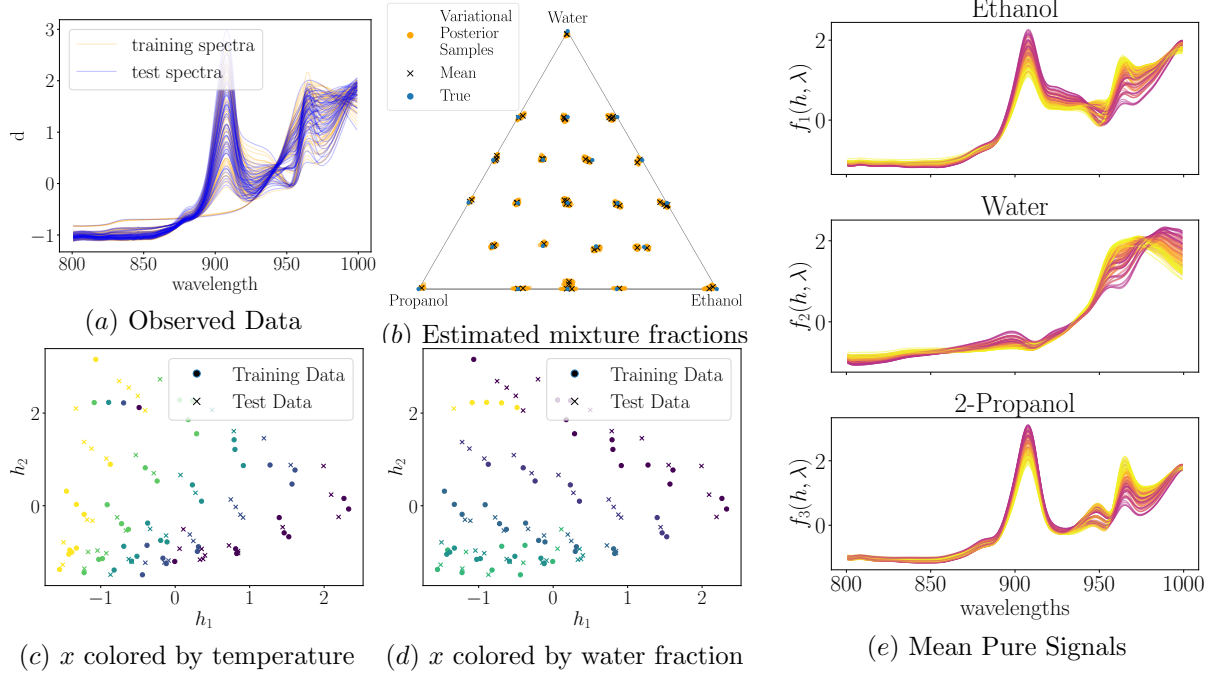 3
2
1
0
−1
d
training spectra
test spectra
800
850
900
950
1000
wavelength
(a) Observed Data
Water
Variational
Posterior
Samples
Mean
True
Propanol
Ethanol
(b) Estimated mixture fractions
2
0
h₂
Training Data
Test Data
−1
0
1
2
h₁
(c) x colored by temperature
2
0
h₂
Training Data
Test Data
−1
0
1
2
h₁
(d) x colored by water fraction
Ethanol
2
0
f₁(h, λ)
Water
2
0
f₂(h, λ)
2-Propanol
2
0
f₃(h, λ)
800
850
900
950
1000
wavelengths
(e) Mean Pure Signals